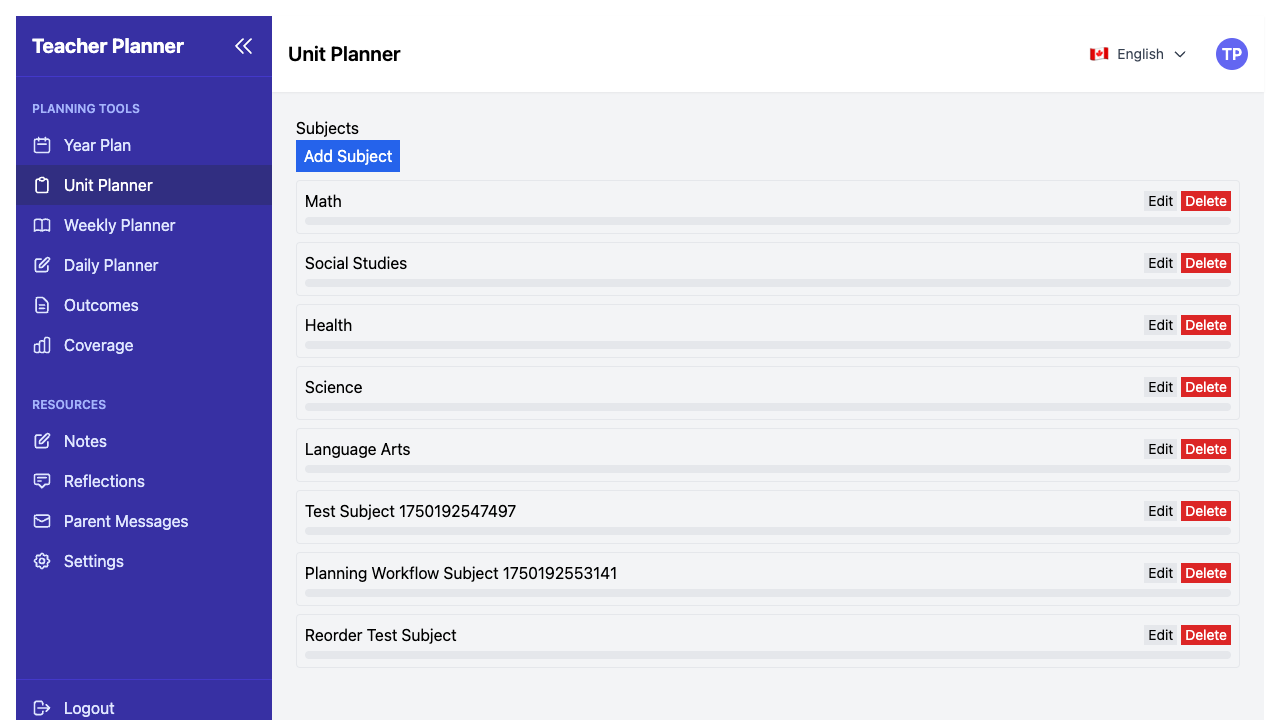 Teacher Planner
PLANNING TOOLS
Year Plan
Unit Planner
Weekly Planner
Daily Planner
Outcomes
Coverage
RESOURCES
Notes
Reflections
Parent Messages
Settings
Logout
Unit Planner
English
TP
Subjects
Add Subject
Math Edit Delete
Social Studies Edit Delete
Health Edit Delete
Science Edit Delete
Language Arts Edit Delete
Test Subject 1750192547497 Edit Delete
Planning Workflow Subject 1750192553141 Edit Delete
Reorder Test Subject Edit Delete